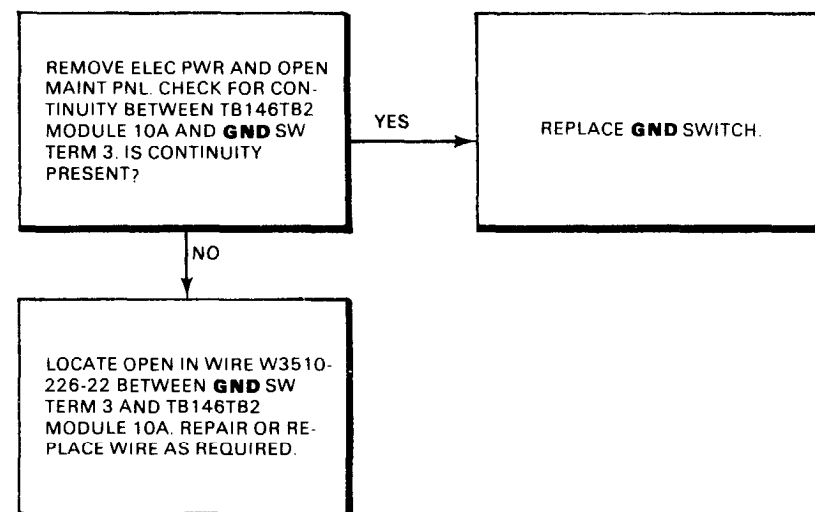 REMOVE ELEC PWR AND OPEN
MAINT PNL. CHECK FOR CON-
TINUITY BETWEEN TB146TB2
MODULE 10A AND GND SW
TERM 3. IS CONTINUITY
PRESENT?
YES
REPLACE GND SWITCH.
NO
LOCATE OPEN IN WIRE W3510-
226-22 BETWEEN GND SW
TERM 3 AND TB146TB2
MODULE 10A. REPAIR OR RE-
PLACE WIRE AS REQUIRED.